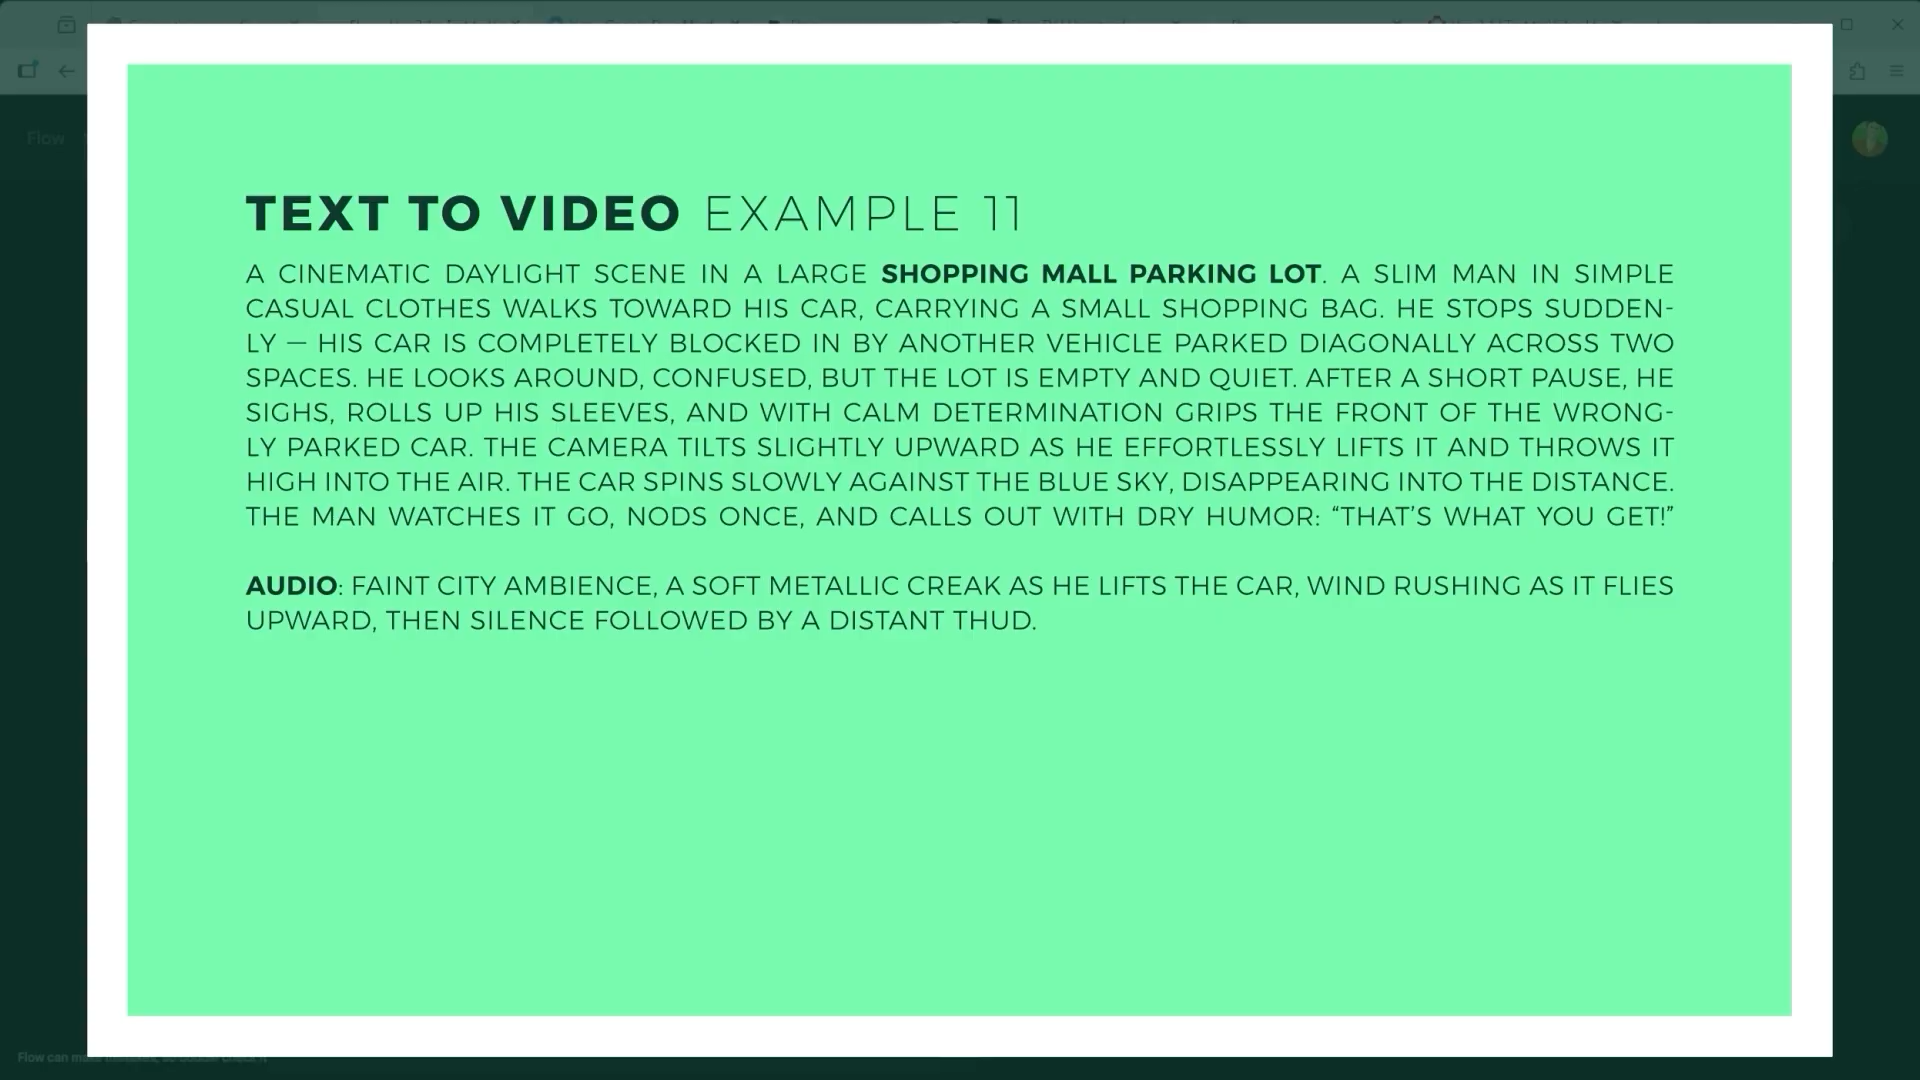 Flow
TEXT TO VIDEO EXAMPLE 11
A CINEMATIC DAYLIGHT SCENE IN A LARGE SHOPPING MALL PARKING LOT. A SLIM MAN IN SIMPLE
CASUAL CLOTHES WALKS TOWARD HIS CAR, CARRYING A SMALL SHOPPING BAG. HE STOPS SUDDEN-
LY — HIS CAR IS COMPLETELY BLOCKED IN BY ANOTHER VEHICLE PARKED DIAGONALLY ACROSS TWO
SPACES. HE LOOKS AROUND, CONFUSED, BUT THE LOT IS EMPTY AND QUIET. AFTER A SHORT PAUSE, HE
SIGHS, ROLLS UP HIS SLEEVES, AND WITH CALM DETERMINATION GRIPS THE FRONT OF THE WRONG-
LY PARKED CAR. THE CAMERA TILTS SLIGHTLY UPWARD AS HE EFFORTLESSLY LIFTS IT AND THROWS IT
HIGH INTO THE AIR. THE CAR SPINS SLOWLY AGAINST THE BLUE SKY, DISAPPEARING INTO THE DISTANCE.
THE MAN WATCHES IT GO, NODS ONCE, AND CALLS OUT WITH DRY HUMOR: “THAT’S WHAT YOU GET!”
AUDIO: FAINT CITY AMBIENCE, A SOFT METALLIC CREAK AS HE LIFTS THE CAR, WIND RUSHING AS IT FLIES
UPWARD, THEN SILENCE FOLLOWED BY A DISTANT THUD.
Flow can